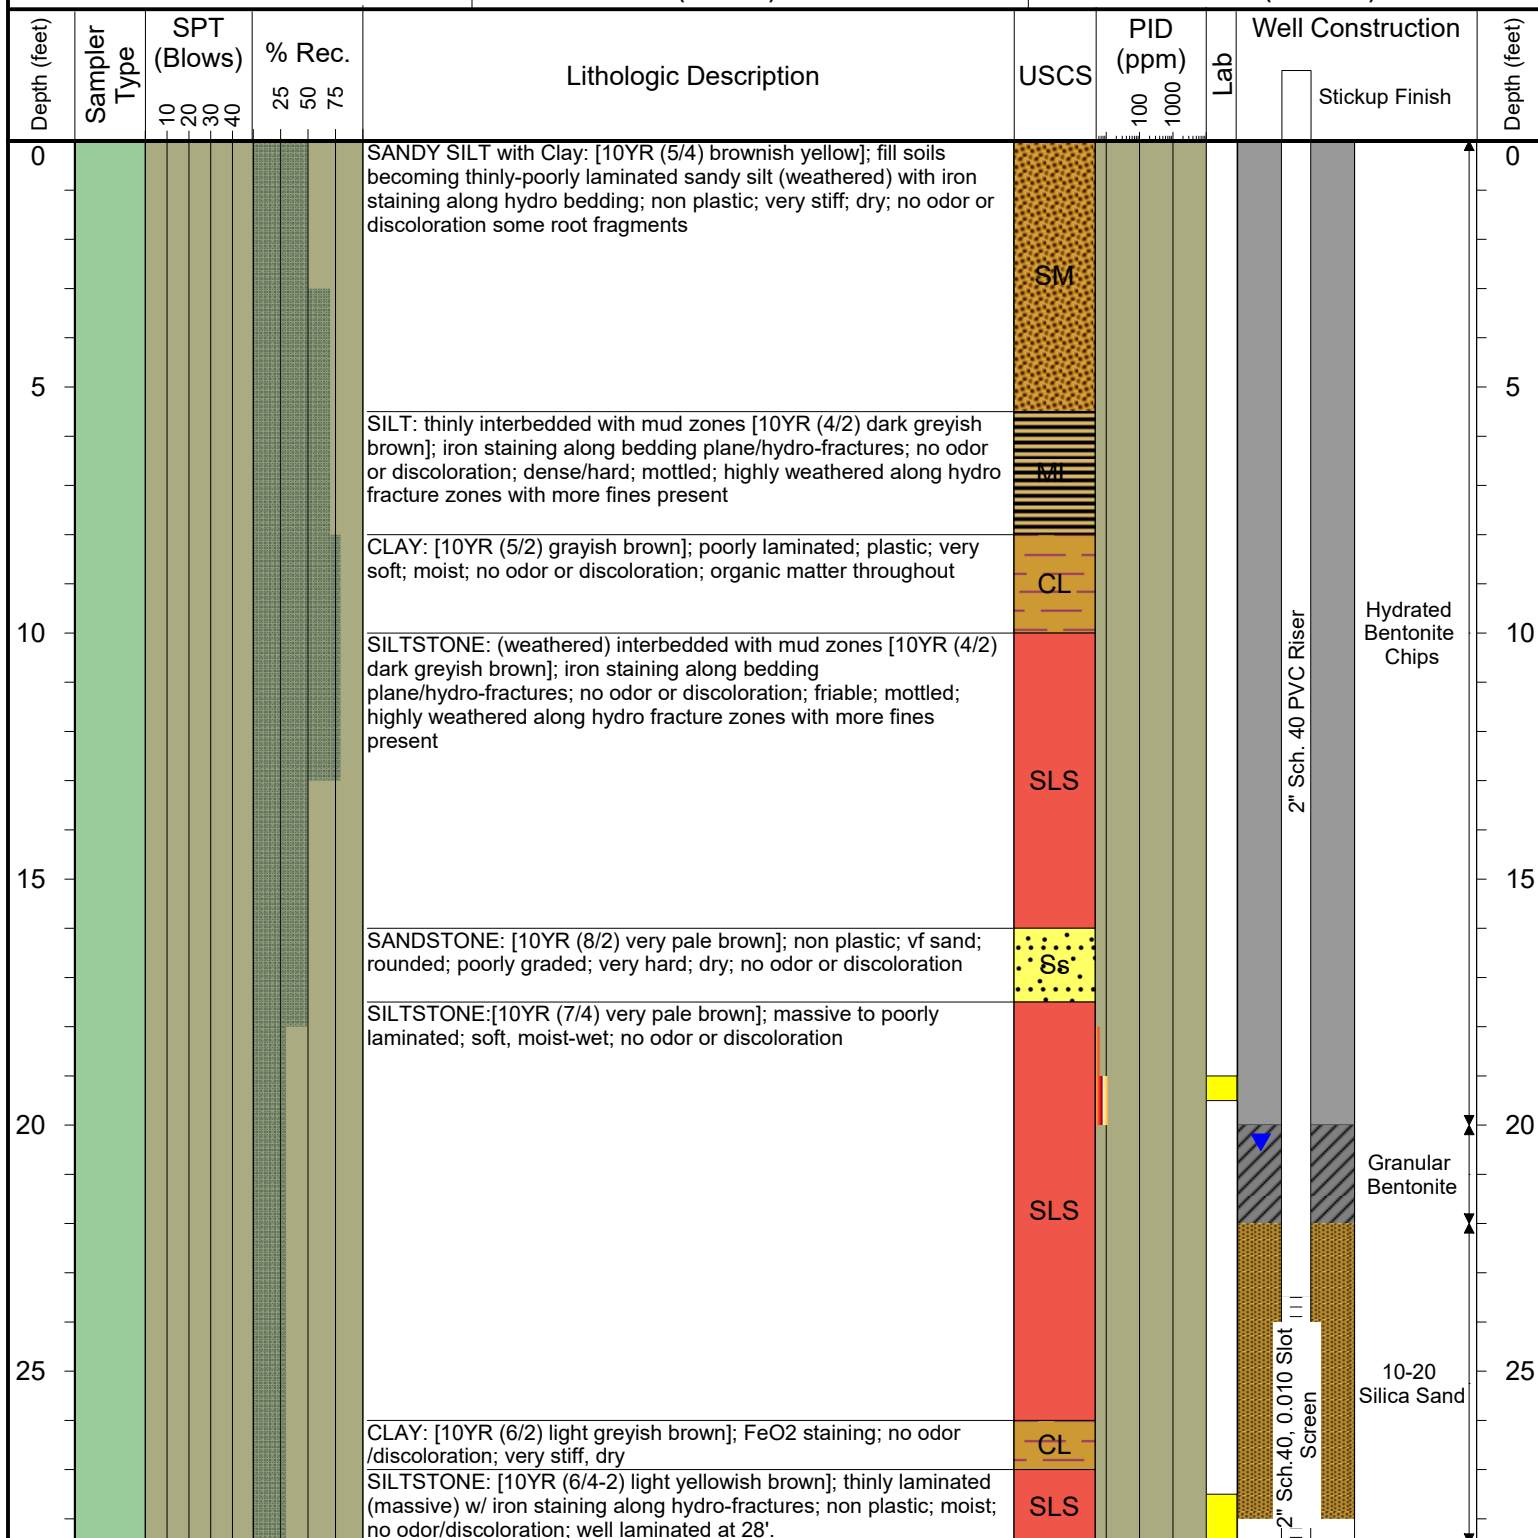 Depth (feet)
Sampler Type
SPT
(Blows)
10 20 30 40
% Rec.
25 50 75
Lithologic Description
USCS
PID
(ppm)
100 1000
Lab
Well Construction
Stickup Finish
Depth (feet)
0
SANDY SILT with Clay: [10YR (5/4) brownish yellow]; fill soils
becoming thinly-poorly laminated sandy silt (weathered) with iron
staining along hydro bedding; non plastic; very stiff; dry; no odor or
discoloration some root fragments
SM
0
5
5
SILT: thinly interbedded with mud zones [10YR (4/2) dark greyish
brown]; iron staining along bedding plane/hydro-fractures; no odor
or discoloration; dense/hard; mottled; highly weathered along hydro
fracture zones with more fines present
Ml
CLAY: [10YR (5/2) grayish brown]; poorly laminated; plastic; very
soft; moist; no odor or discoloration; organic matter throughout
CL
10
10
SILTSTONE: (weathered) interbedded with mud zones [10YR (4/2)
dark greyish brown]; iron staining along bedding
plane/hydro-fractures; no odor or discoloration; friable; mottled;
highly weathered along hydro fracture zones with more fines
present
SLS
2" Sch. 40 PVC Riser
Hydrated
Bentonite
Chips
15
15
SANDSTONE: [10YR (8/2) very pale brown]; non plastic; vf sand;
rounded; poorly graded; very hard; dry; no odor or discoloration
Ss
SILTSTONE:[10YR (7/4) very pale brown]; massive to poorly
laminated; soft, moist-wet; no odor or discoloration
SLS
20
20
Granular
Bentonite
25
25
2" Sch.40, 0.010 Slot
Screen
10-20
Silica Sand
CLAY: [10YR (6/2) light greyish brown]; FeO2 staining; no odor
/discoloration; very stiff, dry
CL
SILTSTONE: [10YR (6/4-2) light yellowish brown]; thinly laminated
(massive) w/ iron staining along hydro-fractures; non plastic; moist;
no odor/discoloration; well laminated at 28'.
SLS